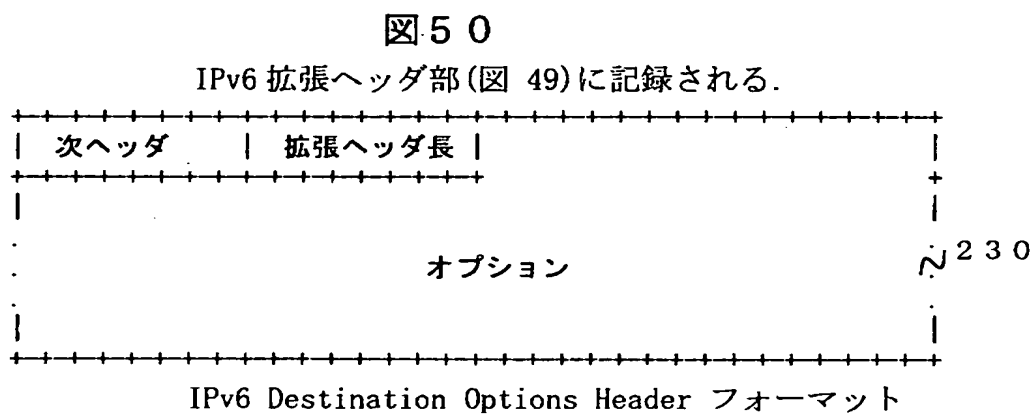 図50
IPv6 拡張ヘッダ部(図 49)に記録される.
+-+-+-+-+-+-+-+-+-+-+-+-+-+-+-+-+-+-+-+-+-+-+-+-+-+-+-+-+-+-+-+-+
| 次ヘッダ | 拡張ヘッダ長 | |
+-+-+-+-+-+-+-+-+-+-+-+-+-+-+-+-+ +
| |
. .
. オプション . 230
. .
| |
+-+-+-+-+-+-+-+-+-+-+-+-+-+-+-+-+-+-+-+-+-+-+-+-+-+-+-+-+-+-+-+-+
IPv6 Destination Options Header フォーマット